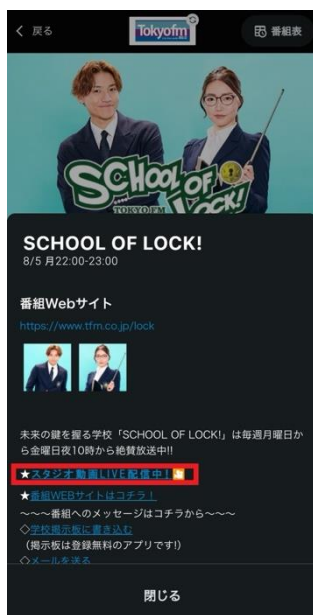 戻る
Tokyofm
番組表
SCHOOL OF
TOKYO FM
LOCK!
SCHOOL OF LOCK!
8/5 月22:00-23:00
番組Webサイト
https://www.tfm.co.jp/lock
未来の鍵を握る学校「SCHOOL OF LOCK!」は毎週月曜日か
ら金曜日夜10時から絶賛放送中!!
★スタジオ動画LIVE配信中!🎦
★番組WEBサイトはコチラ!
~~~番組へのメッセージはコチラから~~~
◇学校掲示板に書き込む
(掲示板は登録無料のアプリです!)
◇メールを送る
閉じる